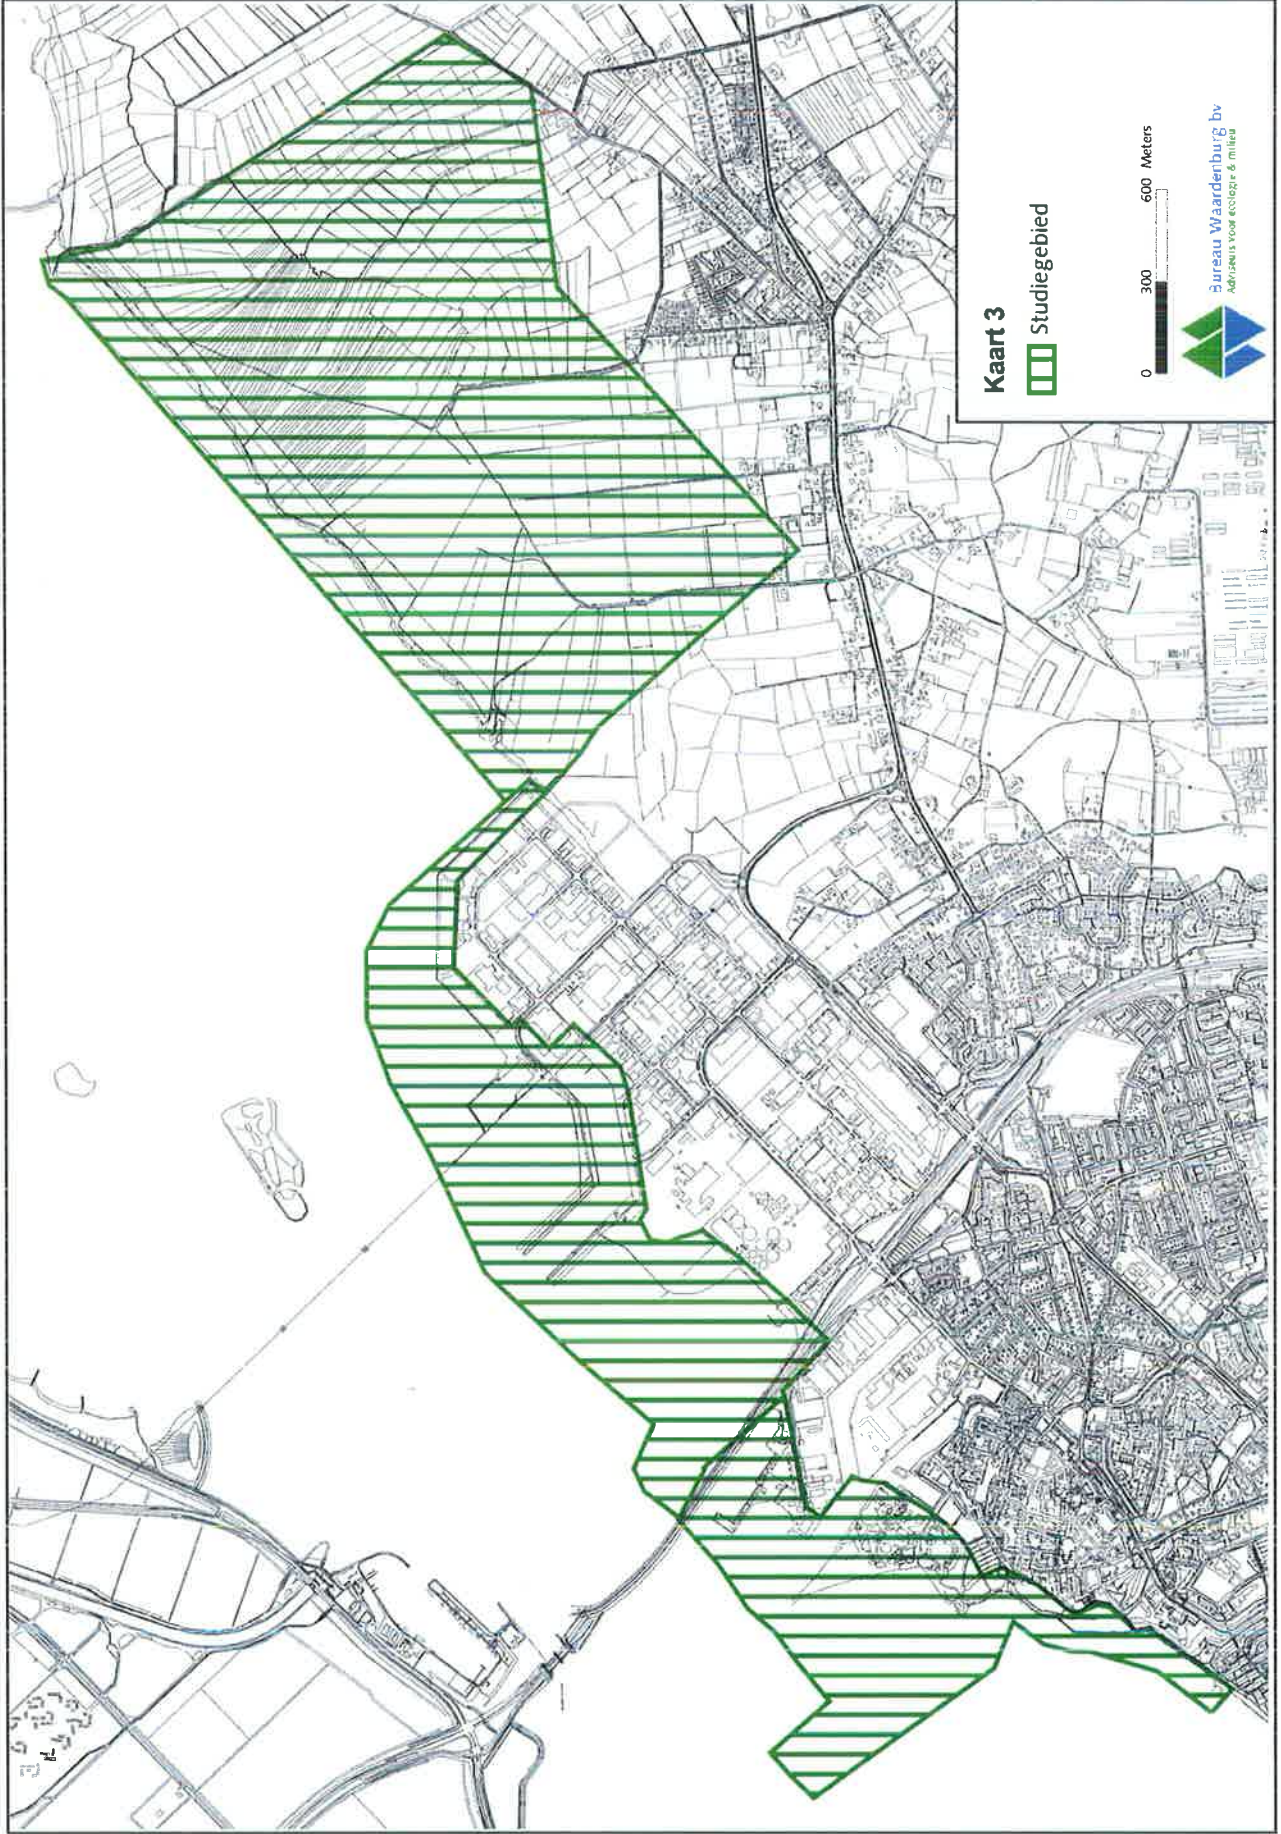 Kaart 3
Studiegebied
0 300 600 Meters
Bureau Waardenburg bv
Adviseurs voor ecologie & milieu